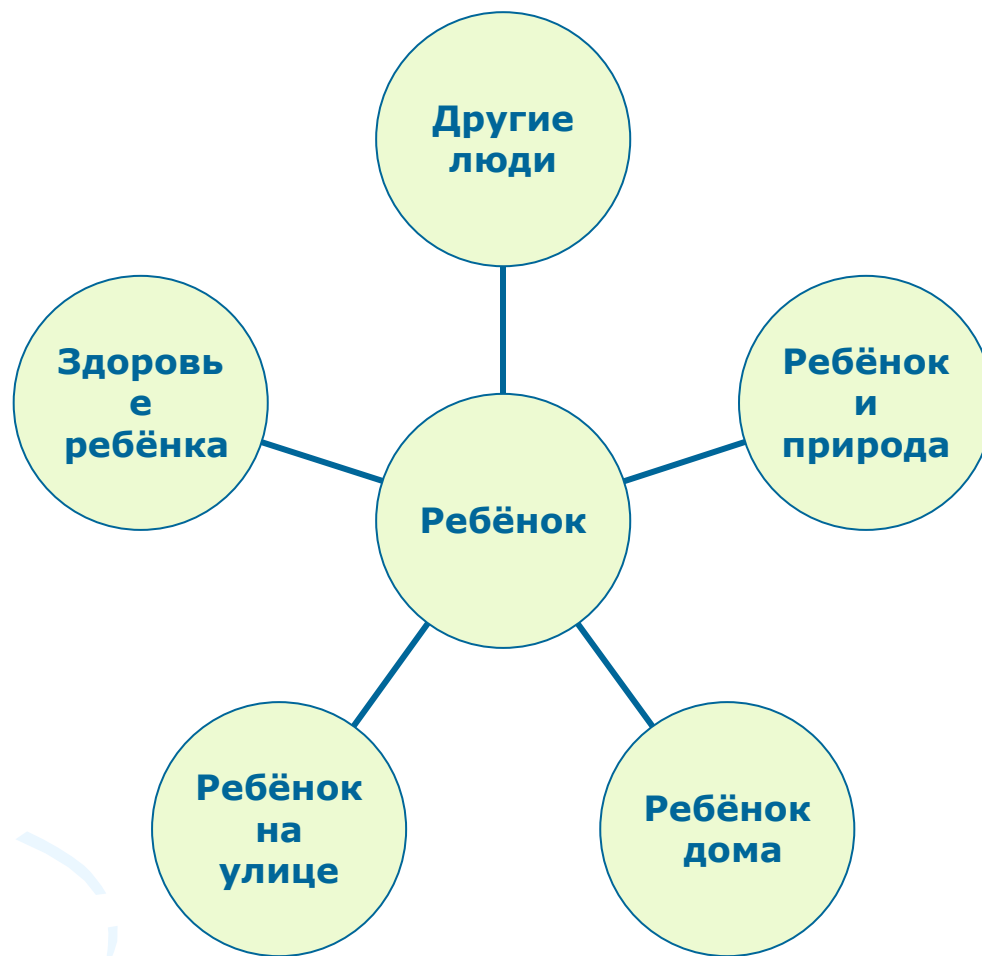 Другие
люди
Здоровь
е
ребёнка
Ребёнок
и
природа
Ребёнок
Ребёнок
на
улице
Ребёнок
дома